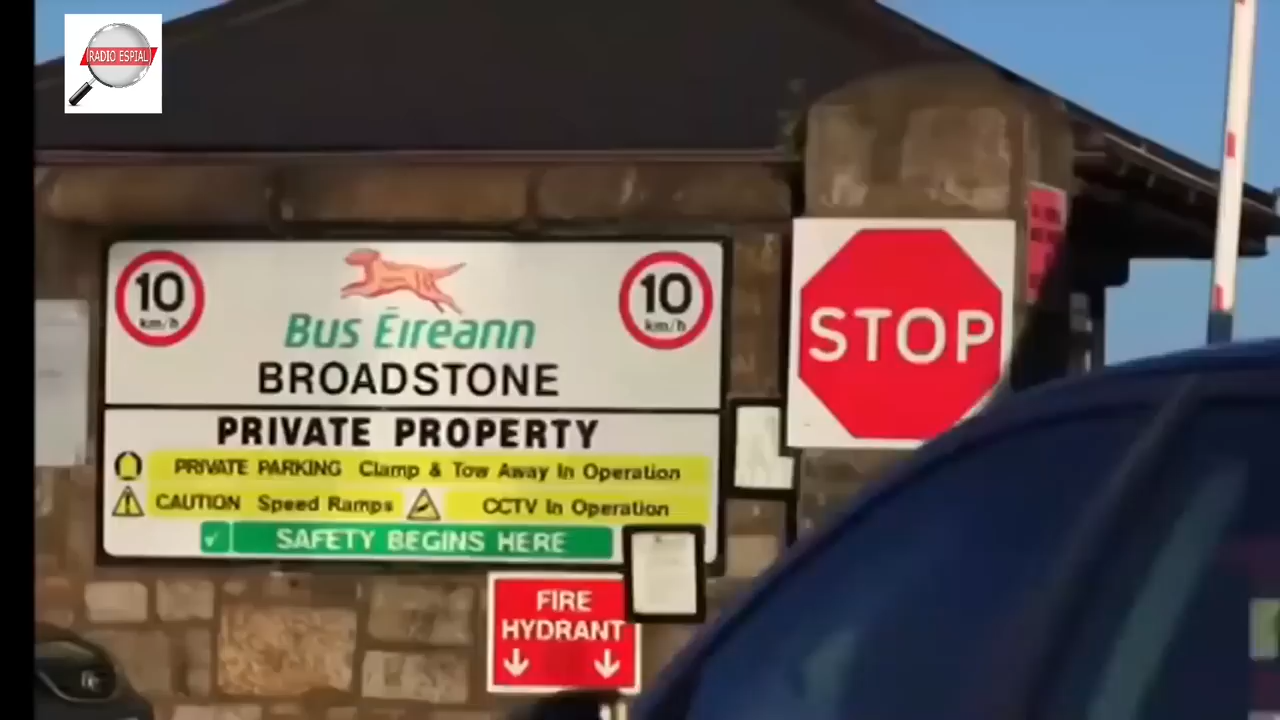 RADIO ESPIAL
10
km/h
10
km/h
Bus Éireann
BROADSTONE
PRIVATE PROPERTY
PRIVATE PARKING Clamp & Tow Away In Operation
CAUTION Speed Ramps CCTV In Operation
SAFETY BEGINS HERE
STOP
FIRE
HYDRANT